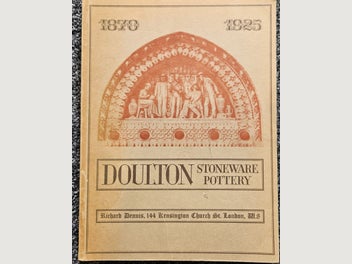 1870 1925
DOULTON STONEWARE
POTTERY
Richard Dennis, 144 Kensington Church St. London, W.8